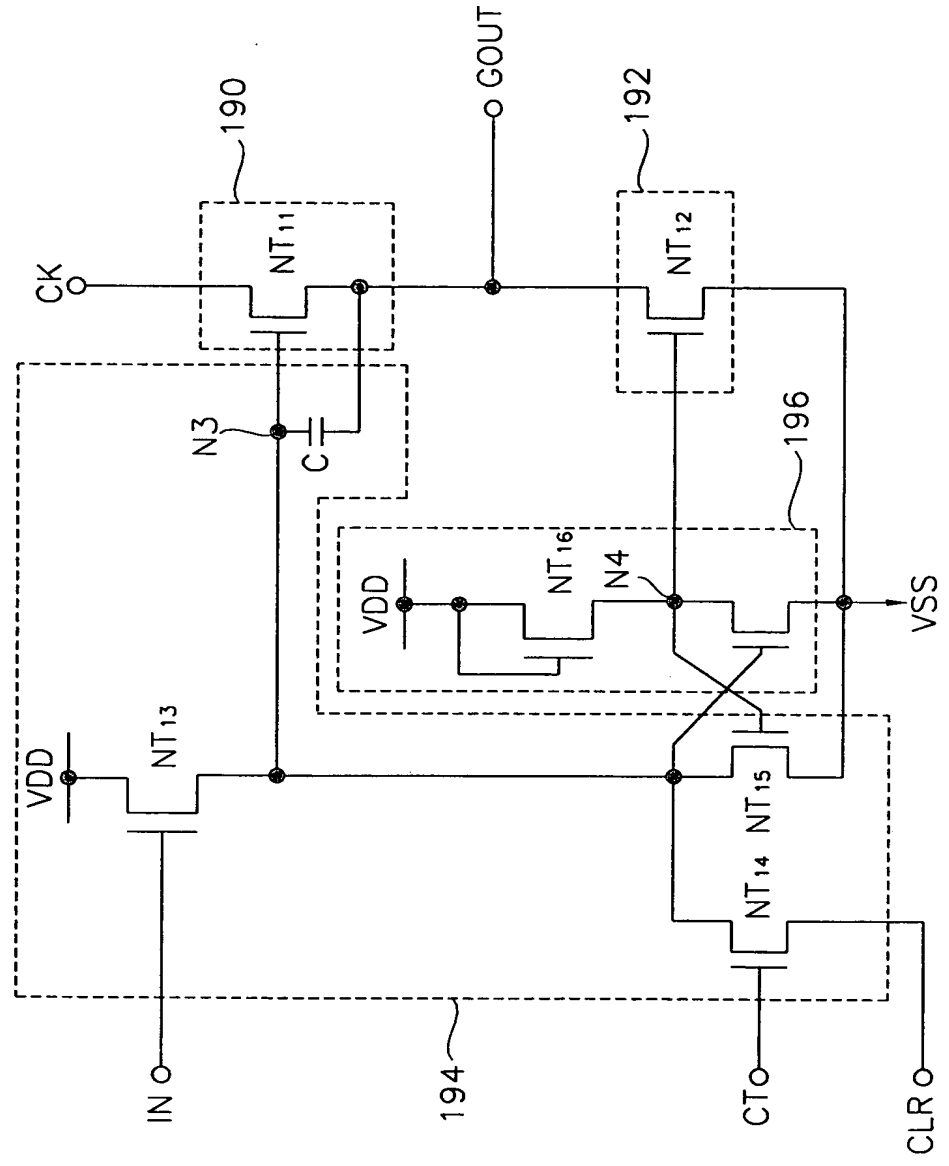 CK
190
NT11
GOUT
N3
C
VDD
NT13
VDD
NT16
N4
192
NT12
196
IN
194
NT15
NT14
CT
CLR
VSS